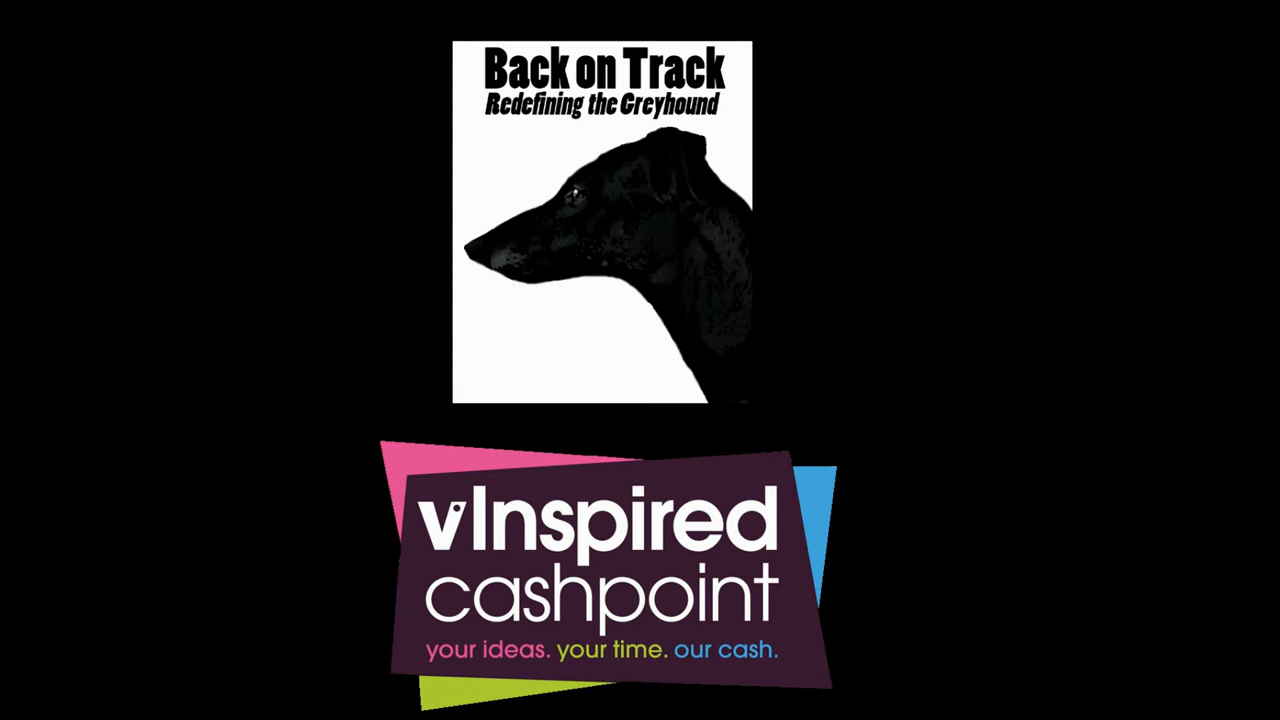 Back on Track
Redefining the Greyhound
vInspired
cashpoint
your ideas. your time. our cash.